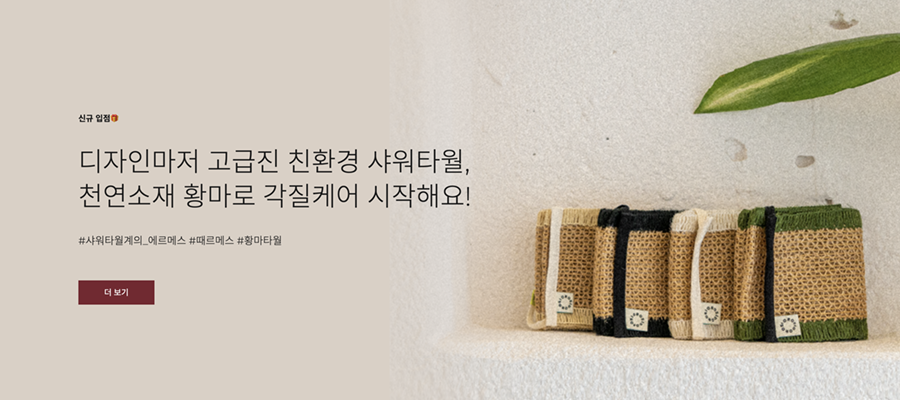 신규 입점🎁
디자인마저 고급진 친환경 샤워타월,
천연소재 황마로 각질케어 시작해요!
#샤워타월계의_에르메스 #때르메스 #황마타월
더 보기